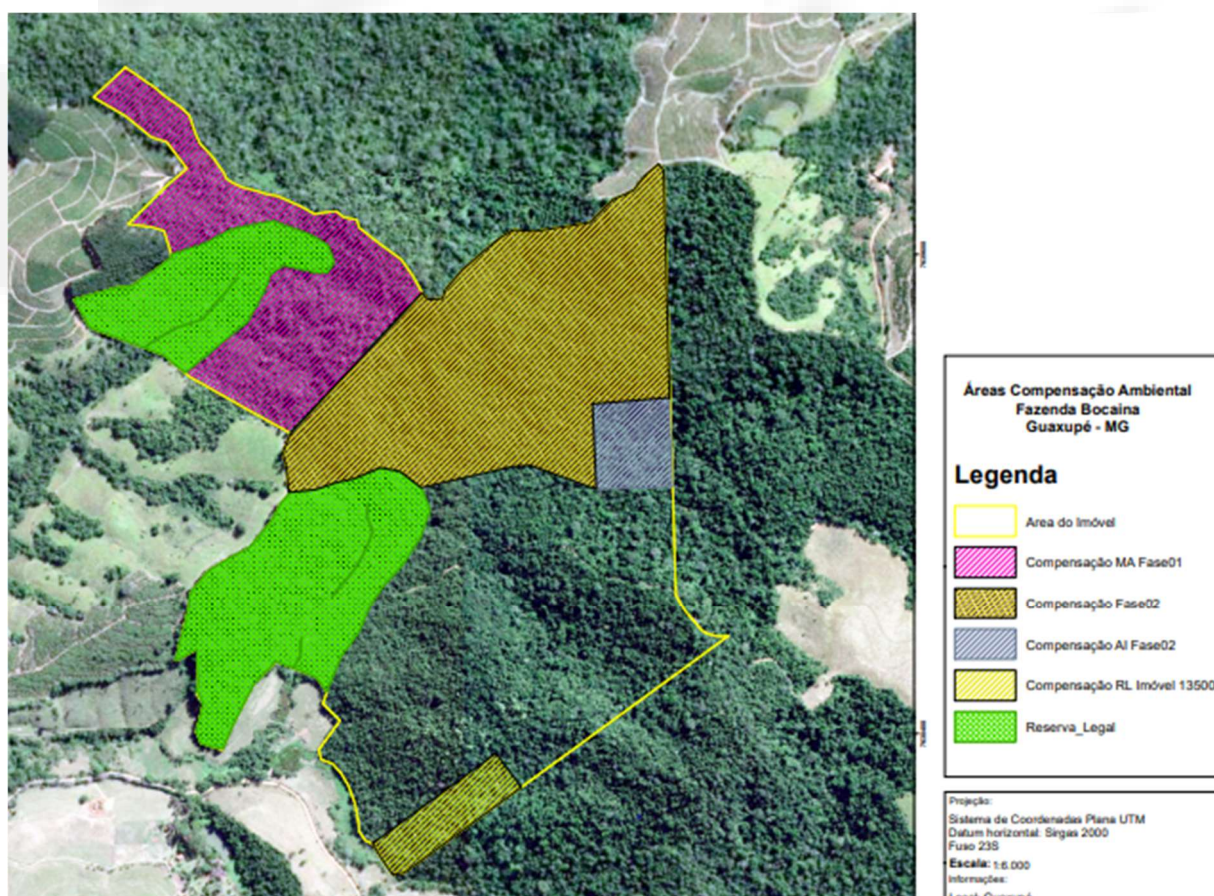 Áreas Compensação Ambiental
Fazenda Bocaina
Guaxupé - MG
Legenda
Area do Imóvel
Compensação MA Fase01
Compensação Fase02
Compensação AI Fase02
Compensação RL Imóvel 13500
Reserva_Legal
Projeção:
Sistema de Coordenadas Plana UTM
Datum horizontal: Sirgas 2000
Fuso 23S
Escala: 1:6.000
Informações: